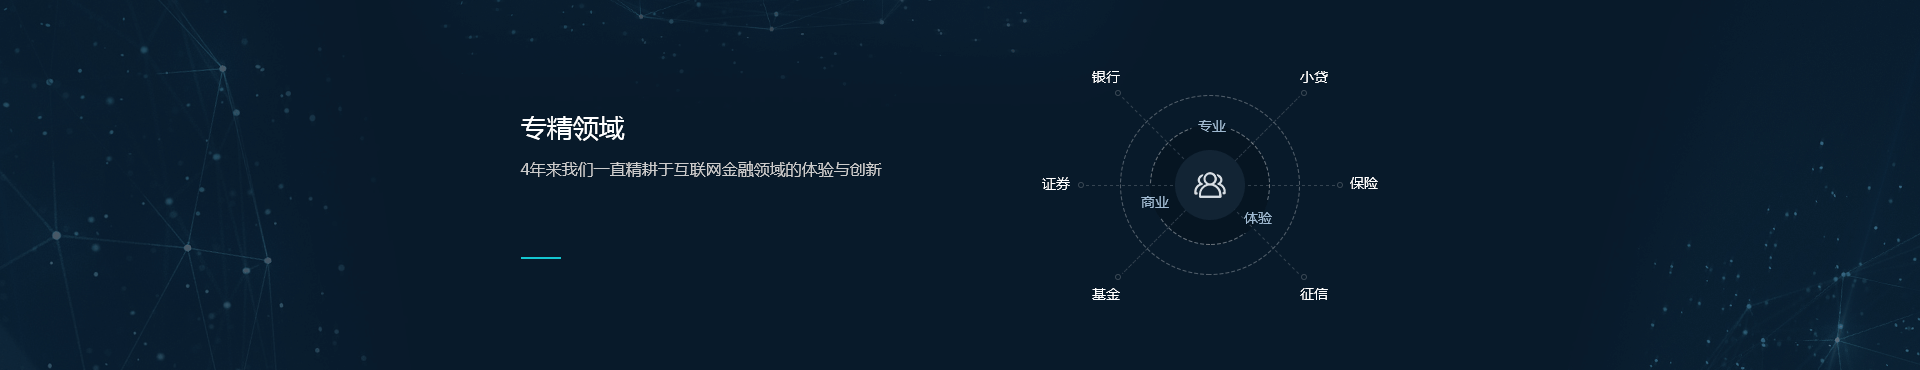 专精领域
4年来我们一直精耕于互联网金融领域的体验与创新
银行
小贷
专业
证券
保险
商业
体验
基金
征信